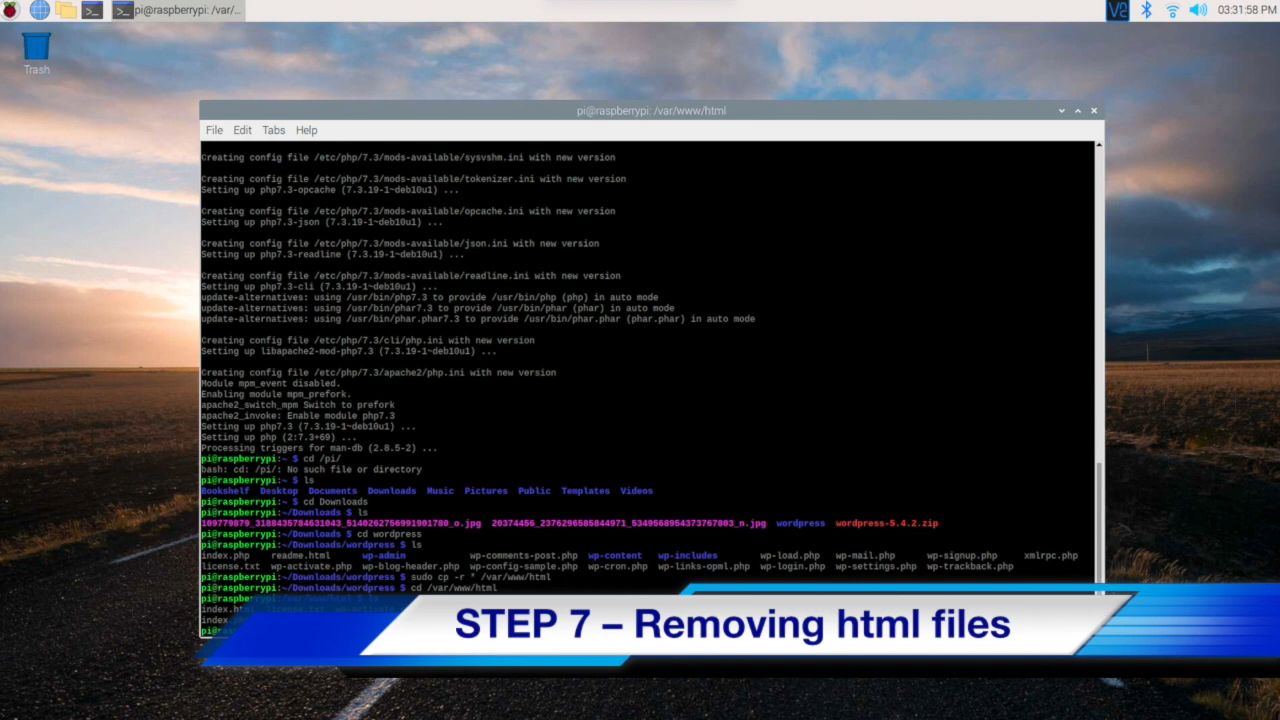 pi@raspberrypi: /var/...
03:31:58 PM
Trash
pi@raspberrypi: /var/www/html
File Edit Tabs Help
Creating config file /etc/php/7.3/mods-available/sysvshm.ini with new version
Creating config file /etc/php/7.3/mods-available/tokenizer.ini with new version
Setting up php7.3-opcache (7.3.19-1~deb10u1) ...
Creating config file /etc/php/7.3/mods-available/opcache.ini with new version
Setting up php7.3-json (7.3.19-1~deb10u1) ...
Creating config file /etc/php/7.3/mods-available/json.ini with new version
Setting up php7.3-readline (7.3.19-1~deb10u1) ...
Creating config file /etc/php/7.3/mods-available/readline.ini with new version
Setting up php7.3-cli (7.3.19-1~deb10u1) ...
update-alternatives: using /usr/bin/php7.3 to provide /usr/bin/php (php) in auto mode
update-alternatives: using /usr/bin/phar7.3 to provide /usr/bin/phar (phar) in auto mode
update-alternatives: using /usr/bin/phar.phar7.3 to provide /usr/bin/phar.phar (phar.phar) in auto mode
Creating config file /etc/php/7.3/cli/php.ini with new version
Setting up libapache2-mod-php7.3 (7.3.19-1~deb10u1) ...
Creating config file /etc/php/7.3/apache2/php.ini with new version
Module mpm_event disabled.
Enabling module mpm_prefork.
apache2_switch_mpm Switch to prefork
apache2_invoke: Enable module php7.3
Setting up php7.3 (7.3.19-1~deb10u1) ...
Setting up php (2:7.3+69) ...
Processing triggers for man-db (2.8.5-2) ...
pi@raspberrypi:~ $ cd /pi/
bash: cd: /pi/: No such file or directory
pi@raspberrypi:~ $ ls
Bookshelf Desktop Documents Downloads Music Pictures Public Templates Videos
pi@raspberrypi:~ $ cd Downloads
pi@raspberrypi:~/Downloads $ ls
109779879_3188435784631043_5140262756991901780_o.jpg 20374456_2376296585844971_5349568954373767803_n.jpg wordpress wordpress-5.4.2.zip
pi@raspberrypi:~/Downloads $ cd wordpress
pi@raspberrypi:~/Downloads/wordpress $ ls
index.php readme.html wp-admin wp-comments-post.php wp-content wp-includes wp-load.php wp-mail.php wp-signup.php xmlrpc.php
license.txt wp-activate.php wp-blog-header.php wp-config-sample.php wp-cron.php wp-links-opml.php wp-login.php wp-settings.php wp-trackback.php
pi@raspberrypi:~/Downloads/wordpress $ sudo cp -r * /var/www/html
pi@raspberrypi:~/Downloads/wordpress $ cd /var/www/html
STEP 7 – Removing html files